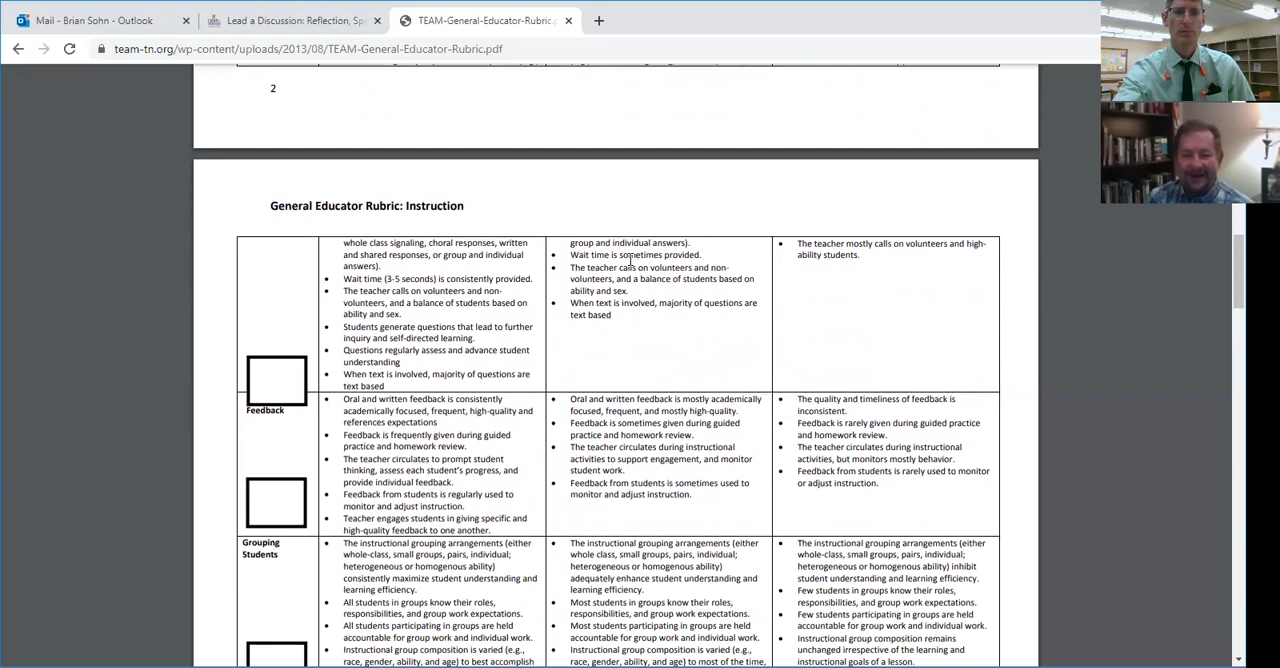 Mail - Brian Sohn - Outlook
Lead a Discussion: Reflection, Sp
TEAM-General-Educator-Rubric.p
team-tn.org/wp-content/uploads/2013/08/TEAM-General-Educator-Rubric.pdf
2
General Educator Rubric: Instruction
whole class signaling, choral responses, written
and shared responses, or group and individual
answers).
• Wait time (3-5 seconds) is consistently provided.
• The teacher calls on volunteers and non-
volunteers, and a balance of students based on
ability and sex.
• Students generate questions that lead to further
inquiry and self-directed learning.
• Questions regularly assess and advance student
understanding
• When text is involved, majority of questions are
text based
group and individual answers).
• Wait time is sometimes provided.
• The teacher calls on volunteers and non-
volunteers, and a balance of students based on
ability and sex.
• When text is involved, majority of questions are
text based
• The teacher mostly calls on volunteers and high-
ability students.
Feedback
• Oral and written feedback is consistently
academically focused, frequent, high-quality and
references expectations
• Feedback is frequently given during guided
practice and homework review.
• The teacher circulates to prompt student
thinking, assess each student's progress, and
provide individual feedback.
• Feedback from students is regularly used to
monitor and adjust instruction.
• Teacher engages students in giving specific and
high-quality feedback to one another.
• Oral and written feedback is mostly academically
focused, frequent, and mostly high-quality.
• Feedback is sometimes given during guided
practice and homework review.
• The teacher circulates during instructional
activities to support engagement, and monitor
student work.
• Feedback from students is sometimes used to
monitor and adjust instruction.
• The quality and timeliness of feedback is
inconsistent.
• Feedback is rarely given during guided practice
and homework review.
• The teacher circulates during instructional
activities, but monitors mostly behavior.
• Feedback from students is rarely used to monitor
or adjust instruction.
Grouping
Students
• The instructional grouping arrangements (either
whole-class, small groups, pairs, individual;
heterogeneous or homogenous ability)
consistently maximize student understanding and
learning efficiency.
• All students in groups know their roles,
responsibilities, and group work expectations.
• All students participating in groups are held
accountable for group work and individual work.
• Instructional group composition is varied (e.g.,
race, gender, ability, and age) to best accomplish
• The instructional grouping arrangements (either
whole class, small groups, pairs, individual;
heterogeneous or homogenous ability)
adequately enhance student understanding and
learning efficiency.
• Most students in groups know their roles,
responsibilities, and group work expectations.
• Most students participating in groups are held
accountable for group work and individual work.
• Instructional group composition is varied (e.g.,
race, gender, ability, and age) to most of the time,
• The instructional grouping arrangements (either
whole-class, small groups, pairs, individual;
heterogeneous or homogenous ability) inhibit
student understanding and learning efficiency.
• Few students in groups know their roles,
responsibilities, and group work expectations.
• Few students participating in groups are held
accountable for group work and individual work.
• Instructional group composition remains
unchanged irrespective of the learning and
instructional goals of a lesson.